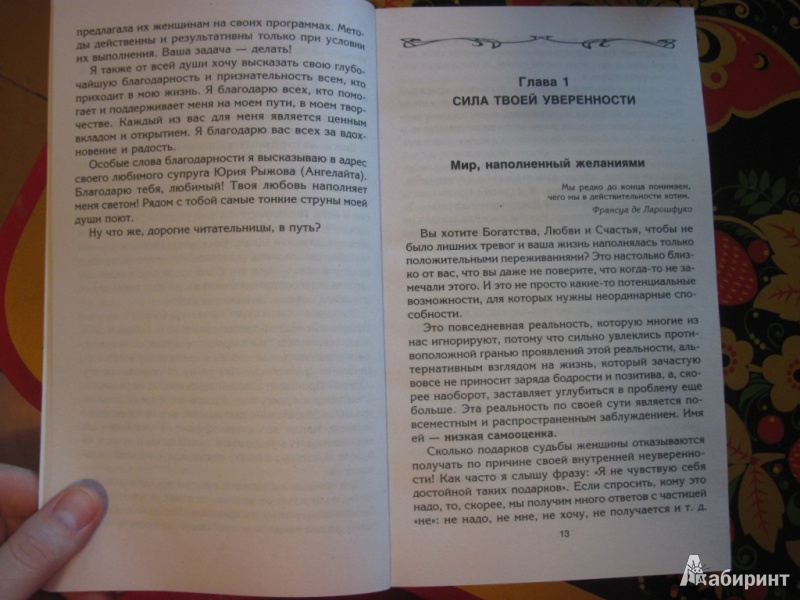 предлагала их женщинам на своих программах. Мето-
ды действенны и результативны только при условии
их выполнения. Ваша задача — делать!
Я также от всей души хочу высказать свою глубо-
чайшую благодарность и признательность всем, кто
приходит в мою жизнь. Я благодарю всех, кто помо-
гает и поддерживает меня на моем пути, в моем твор-
честве. Каждый из вас для меня является ценным
вкладом и открытием. Я благодарю вас всех за вдох-
новение и радость.
Особые слова благодарности я высказываю в адрес
своего любимого супруга Юрия Рыжова (Ангелайта).
Благодарю тебя, любимый! Твоя любовь наполняет
меня светом! Рядом с тобой самые тонкие струны моей
души поют.
Ну что же, дорогие читательницы, в путь?
Глава 1
СИЛА ТВОЕЙ УВЕРЕННОСТИ
Мир, наполненный желаниями
Мы редко до конца понимаем,
чего мы в действительности хотим.
Франсуа де Ларошфуко
Вы хотите Богатства, Любви и Счастья, чтобы не
было лишних тревог и ваша жизнь наполнялась только
положительными переживаниями? Это настолько близ-
ко от вас, что вы даже не поверите, что когда-то не за-
мечали этого. И это не просто какие-то потенциальные
возможности, для которых нужны неординарные спо-
собности.
Это повседневная реальность, которую многие из
нас игнорируют, потому что сильно увлеклись проти-
воположной гранью проявлений этой реальности, аль-
тернативным взглядом на жизнь, который зачастую
вовсе не приносит заряда бодрости и позитива, а, ско-
рее наоборот, заставляет углубиться в проблему еще
больше. Эта реальность по своей сути является по-
всеместным и распространенным заблуждением. Имя
ей — низкая самооценка.
Сколько подарков судьбы женщины отказываются
получать по причине своей внутренней неуверенно-
сти! Как часто я слышу фразу: «Я не чувствую себя
достойной таких подарков». Если спросить, кому это
надо, то, скорее, мы получим много ответов с частицей
«не»: не надо, не мне, не хочу, не получается и т. д.
13
Лабиринт